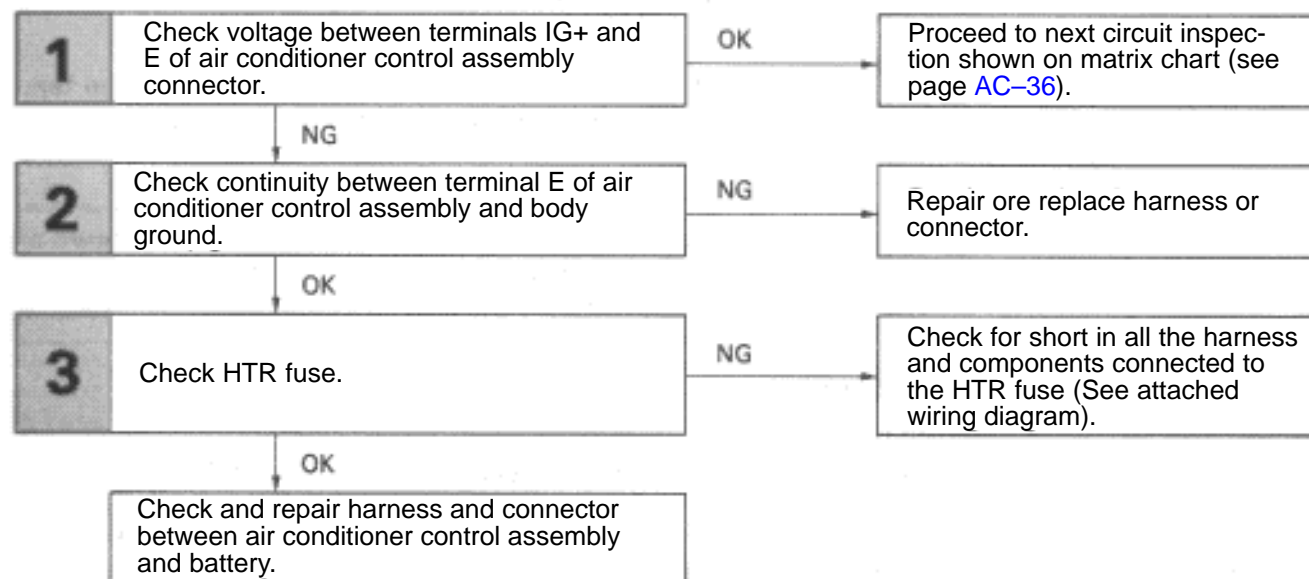 1
Check voltage between terminals IG+ and
E of air conditioner control assembly
connector.
OK
Proceed to next circuit inspec-
tion shown on matrix chart (see
page AC–36).
NG
2
Check continuity between terminal E of air
conditioner control assembly and body
ground.
NG
Repair ore replace harness or
connector.
OK
3
Check HTR fuse.
NG
Check for short in all the harness
and components connected to
the HTR fuse (See attached
wiring diagram).
OK
Check and repair harness and connector
between air conditioner control assembly
and battery.